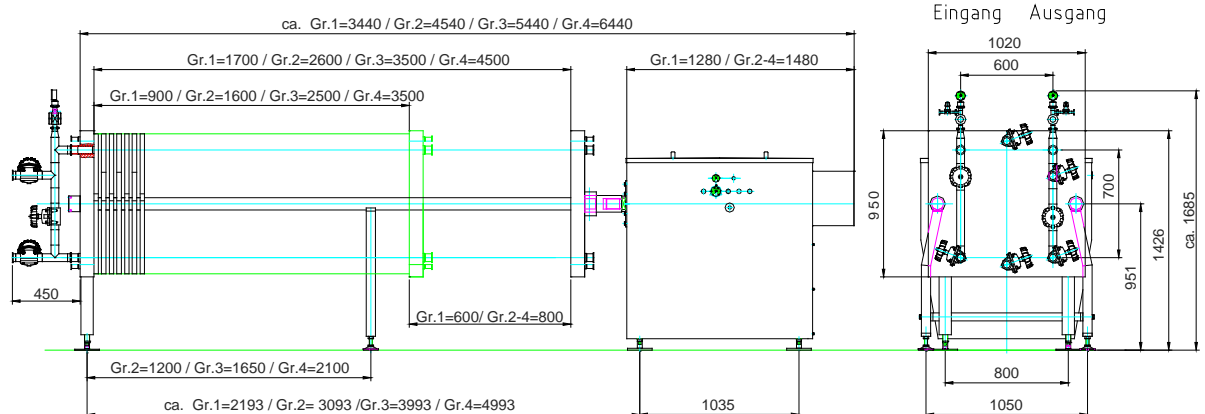 ca. Gr.1=3440 / Gr.2=4540 / Gr.3=5440 / Gr.4=6440
Eingang Ausgang
1020
Gr.1=1700 / Gr.2=2600 / Gr.3=3500 / Gr.4=4500
Gr.1=1280 / Gr.2-4=1480
600
Gr.1=900 / Gr.2=1600 / Gr.3=2500 / Gr.4=3500
950
700
1426
ca. 1685
951
450
Gr.1=600/ Gr.2-4=800
Gr.2=1200 / Gr.3=1650 / Gr.4=2100
800
ca. Gr.1=2193 / Gr.2= 3093 /Gr.3=3993 / Gr.4=4993
1035
1050